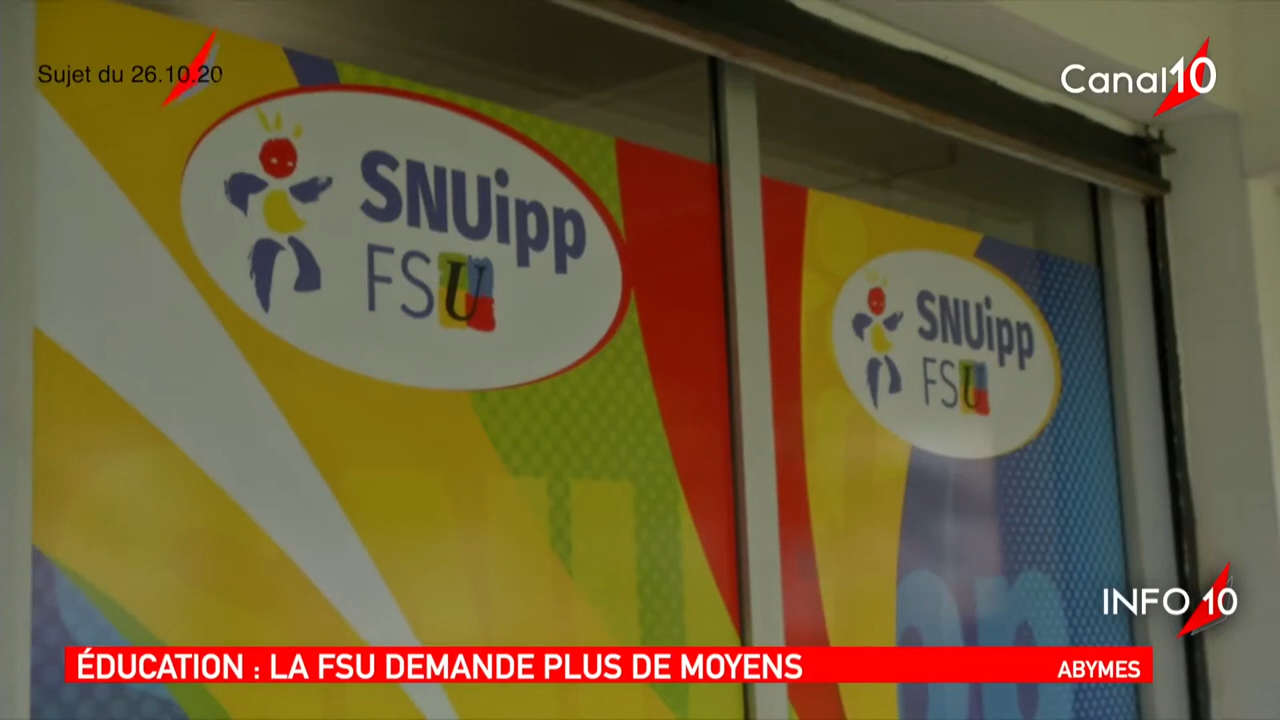 Sujet du 26.10.20
Canal10
SNUipp
FSU
SNUipp
FSU
INFO 10
ÉDUCATION : LA FSU DEMANDE PLUS DE MOYENS
ABYMES